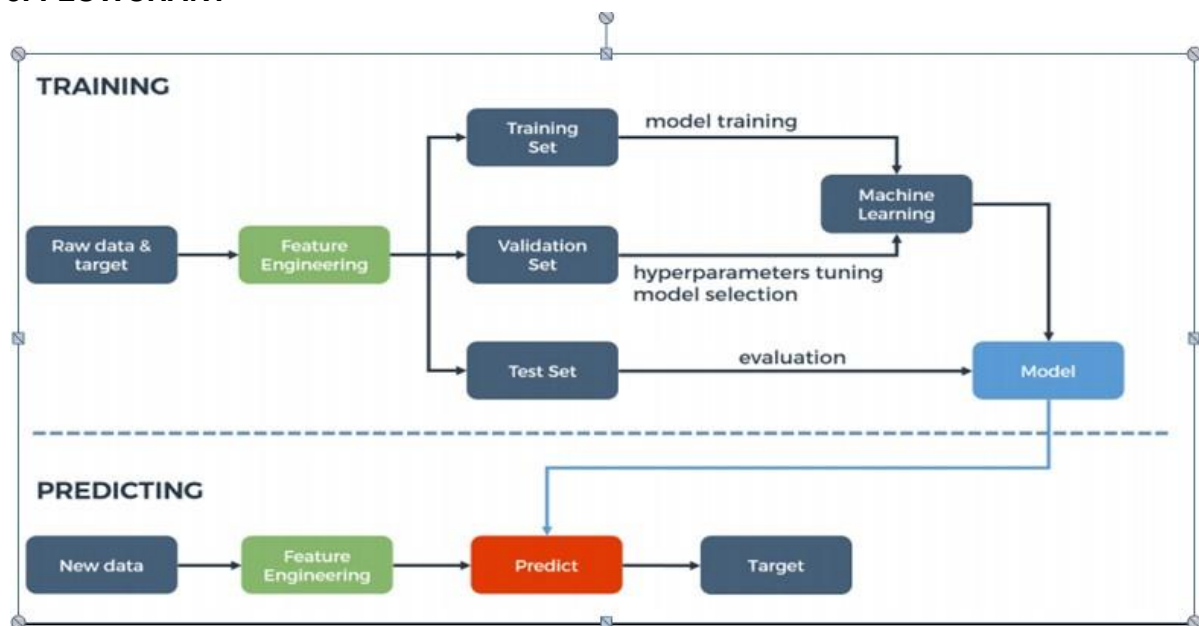 TRAINING
Training
Set
model training
Machine
Learning
Raw data &
target
Feature
Engineering
Validation
Set
hyperparameters tuning
model selection
Test Set
evaluation
Model
PREDICTING
New data
Feature
Engineering
Predict
Target